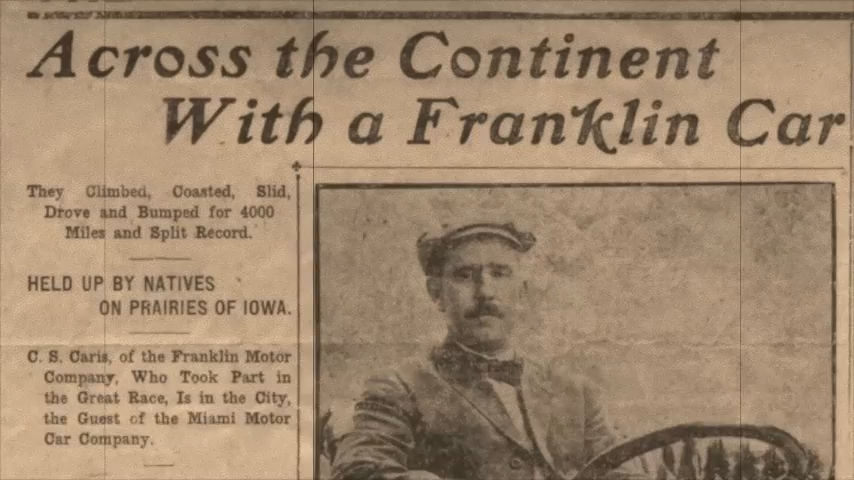 Across the Continent
With a Franklin Car
They Climbed, Coasted, Slid,
Drove and Bumped for 4000
Miles and Split Record.
HELD UP BY NATIVES
ON PRAIRIES OF IOWA.
C. S. Caris, of the Franklin Motor
Company, Who Took Part in
the Great Race, Is in the City,
the Guest of the Miami Motor
Car Company.